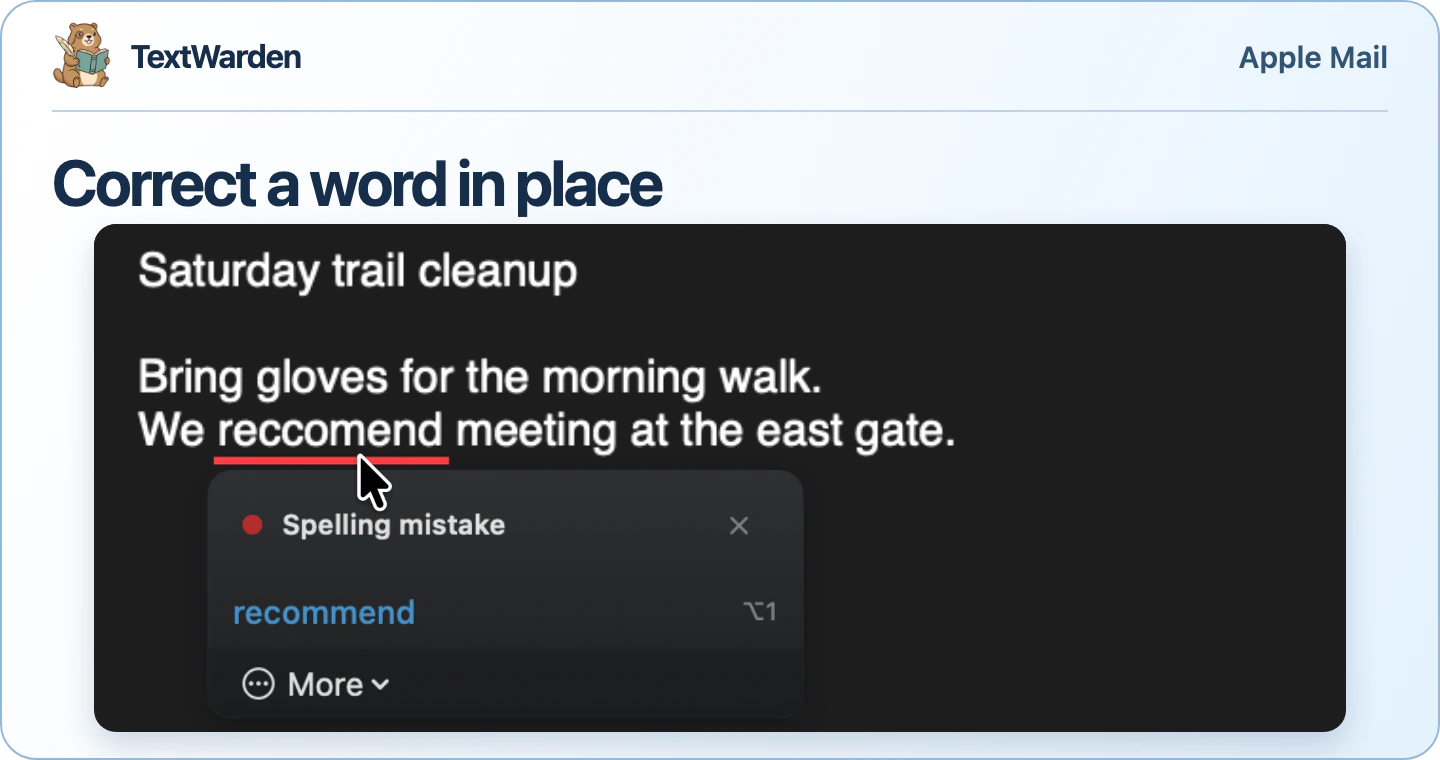 TextWarden
Apple Mail
Correct a word in place
Saturday trail cleanup
Bring gloves for the morning walk.
We reccomend meeting at the east gate.
Spelling mistake
recommend ⌥1
More